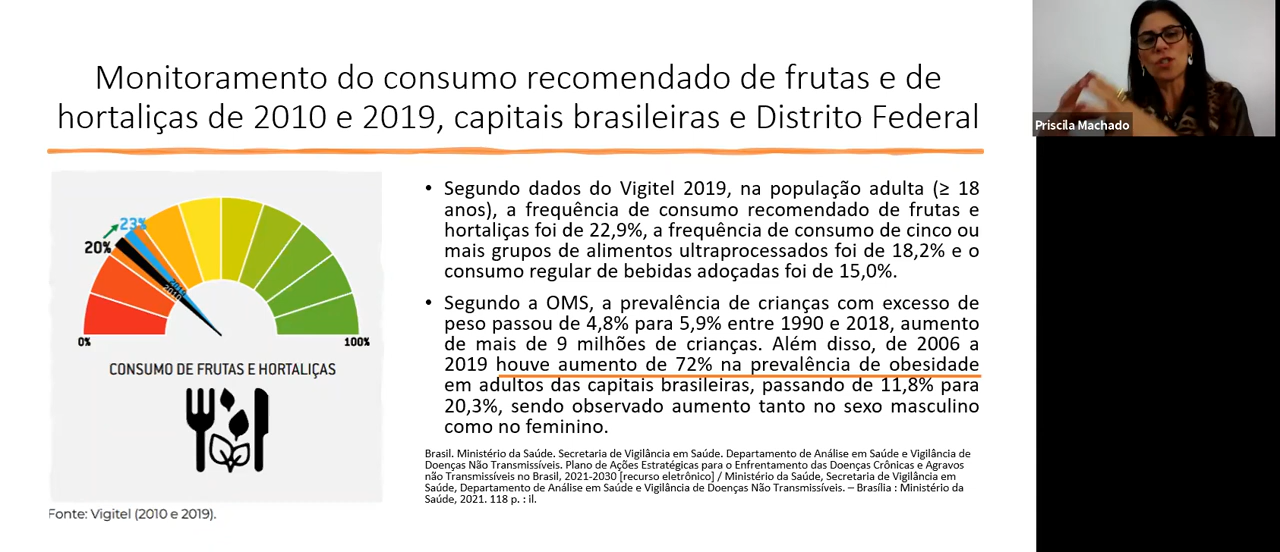 Monitoramento do consumo recomendado de frutas e de
hortaliças de 2010 e 2019, capitais brasileiras e Distrito Federal
Priscila Machado
23%
20%
2019
2010
0%
100%
CONSUMO DE FRUTAS E HORTALIÇAS
Fonte: Vigitel (2010 e 2019).
• Segundo dados do Vigitel 2019, na população adulta (≥ 18
anos), a frequência de consumo recomendado de frutas e
hortaliças foi de 22,9%, a frequência de consumo de cinco ou
mais grupos de alimentos ultraprocessados foi de 18,2% e o
consumo regular de bebidas adoçadas foi de 15,0%.
• Segundo a OMS, a prevalência de crianças com excesso de
peso passou de 4,8% para 5,9% entre 1990 e 2018, aumento
de mais de 9 milhões de crianças. Além disso, de 2006 a
2019 houve aumento de 72% na prevalência de obesidade
em adultos das capitais brasileiras, passando de 11,8% para
20,3%, sendo observado aumento tanto no sexo masculino
como no feminino.
Brasil. Ministério da Saúde. Secretaria de Vigilância em Saúde. Departamento de Análise em Saúde e Vigilância de
Doenças Não Transmissíveis. Plano de Ações Estratégicas para o Enfrentamento das Doenças Crônicas e Agravos
não Transmissíveis no Brasil, 2021-2030 [recurso eletrônico] / Ministério da Saúde, Secretaria de Vigilância em
Saúde, Departamento de Análise em Saúde e Vigilância de Doenças Não Transmissíveis. – Brasília : Ministério da
Saúde, 2021. 118 p. : il.